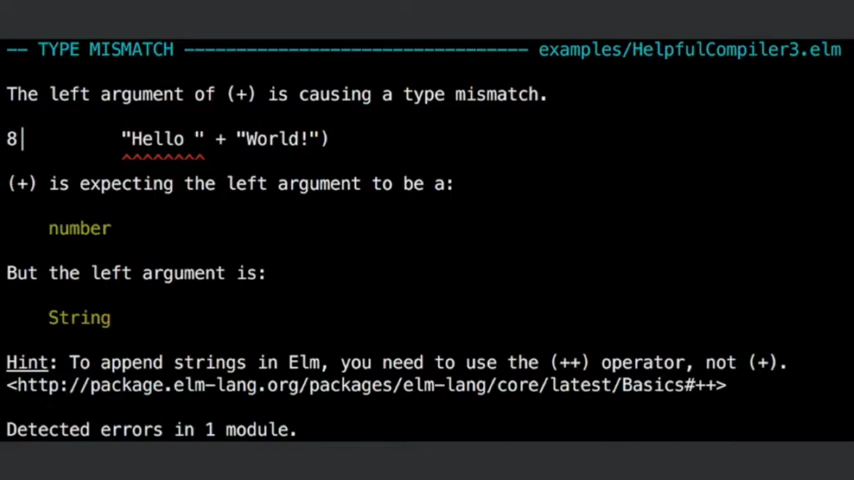 -- TYPE MISMATCH --------------------------------- examples/HelpfulCompiler3.elm
The left argument of (+) is causing a type mismatch.
8|         "Hello " + "World!")
           ^^^^^^^^
(+) is expecting the left argument to be a:
number
But the left argument is:
String
Hint: To append strings in Elm, you need to use the (++) operator, not (+).
<http://package.elm-lang.org/packages/elm-lang/core/latest/Basics#++>
Detected errors in 1 module.